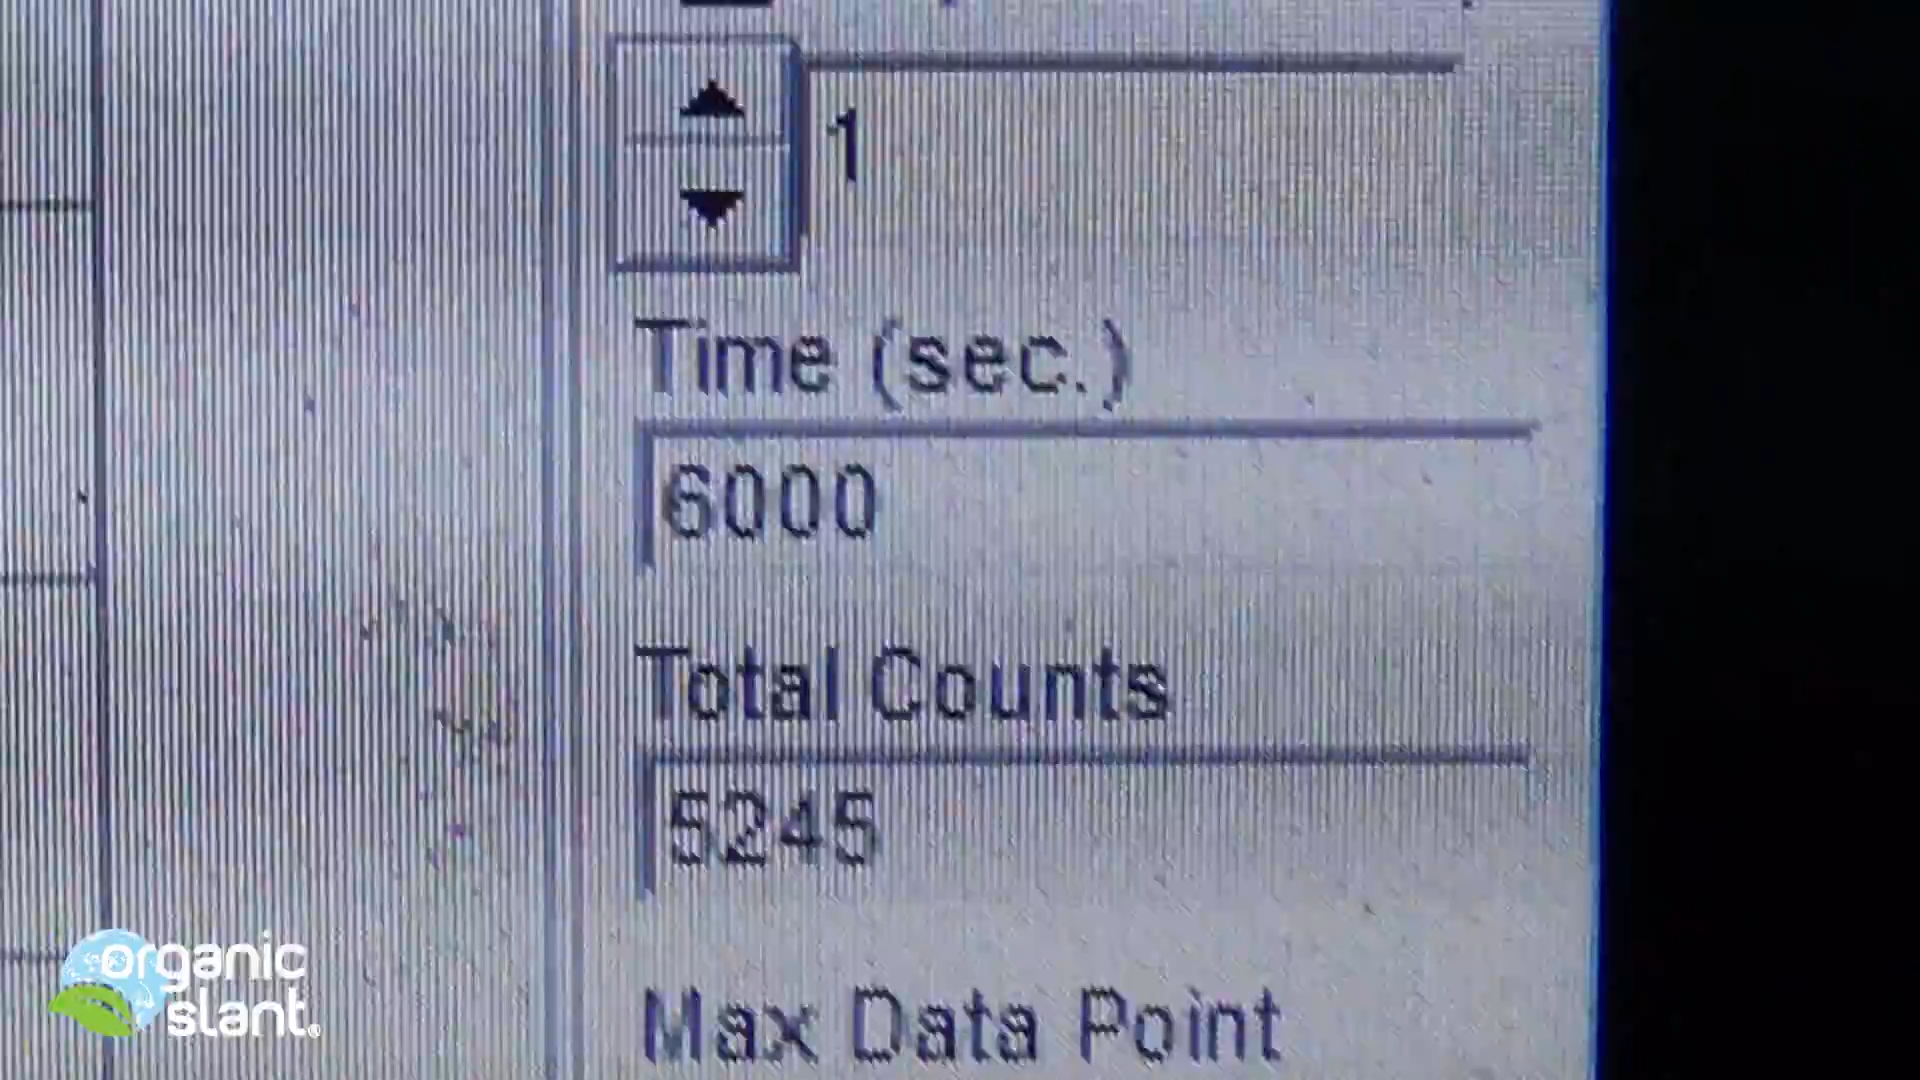 1
Time (sec.)
6000
Total Counts
5245
Max Data Point
organic
slant.®